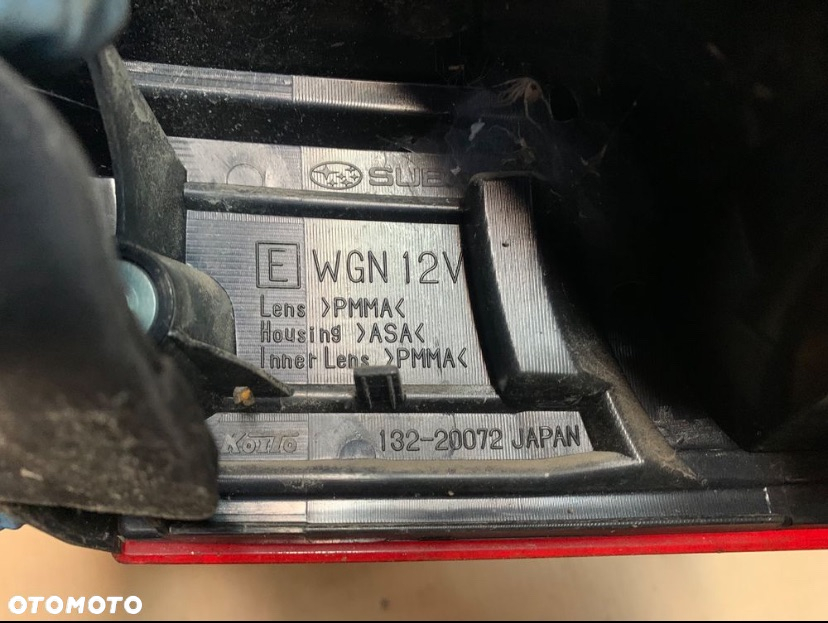 SUB
E WGN 12V
Lens >PMMA<
Housing >ASA<
Inner Lens >PMMA<
KOITO 132-20072 JAPAN
OTOMOTO